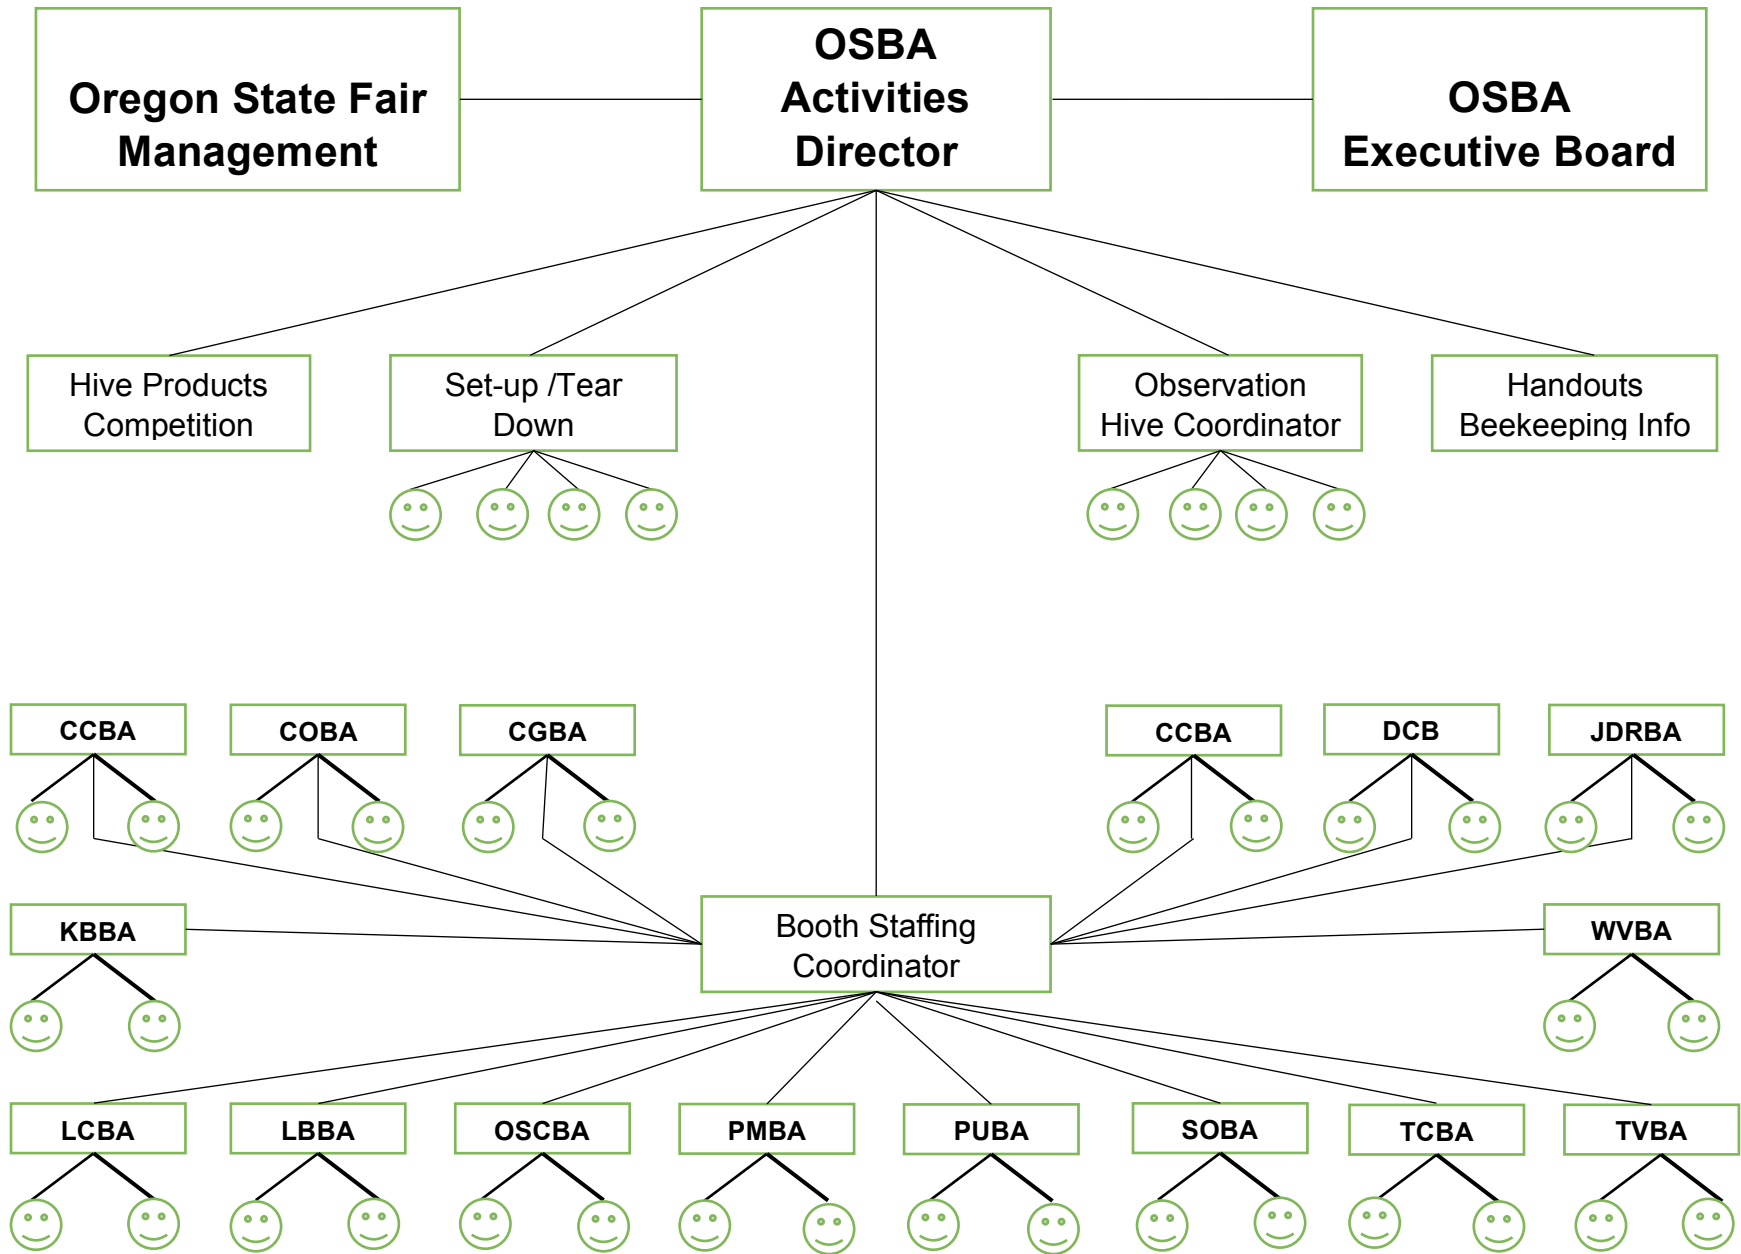 Oregon State Fair
Management
OSBA
Activities
Director
OSBA
Executive Board
Hive Products
Competition
Set-up /Tear
Down
Observation
Hive Coordinator
Handouts
Beekeeping Info
CCBA
COBA
CGBA
CCBA
DCB
JDRBA
KBBA
Booth Staffing
Coordinator
WVBA
LCBA
LBBA
OSCBA
PMBA
PUBA
SOBA
TCBA
TVBA